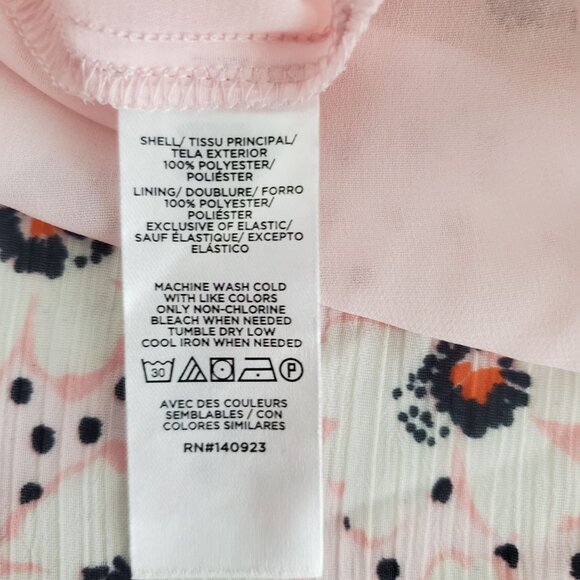 SHELL/ TISSU PRINCIPAL/
TELA EXTERIOR
100% POLYESTER/
POLIÉSTER
LINING/ DOUBLURE/ FORRO
100% POLYESTER/
POLIÉSTER
EXCLUSIVE OF ELASTIC/
SAUF ÉLASTIQUE/ EXCEPTO
ELÁSTICO
MACHINE WASH COLD
WITH LIKE COLORS
ONLY NON-CHLORINE
BLEACH WHEN NEEDED
TUMBLE DRY LOW
COOL IRON WHEN NEEDED
30 P
AVEC DES COULEURS
SEMBLABLES / CON
COLORES SIMILARES
RN#140923